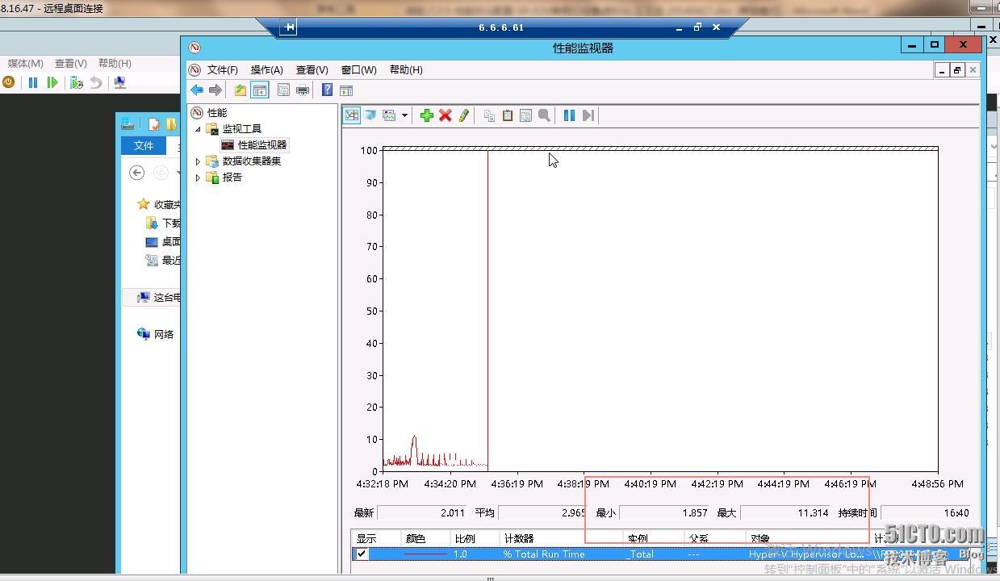 8.16.47 - 远程桌面连接
6.6.6.61
性能监视器
媒体(M) 查看(V) 帮助(H)
文件(F) 操作(A) 查看(V) 窗口(W) 帮助(H)
文件
收藏夹
下载
桌面
最近
这台电
网络
性能
监视工具
性能监视器
数据收集器集
报告
100
90
80
70
60
50
40
30
20
10
0
4:32:18 PM 4:34:20 PM 4:36:19 PM 4:38:19 PM 4:40:19 PM 4:42:19 PM 4:44:19 PM 4:46:19 PM 4:48:56 PM
最新 2.011 平均 2.965 最小 1.857 最大 11.314 持续时间 16:40
显示 颜色 比例 计数器 实例 父系 对象
1.0 % Total Run Time _Total --- Hyper-V Hypervisor Lo...
激活 Windows
转到"控制面板"中的"系统"以激活 Windows
51CTO.com
技术博客 Blog